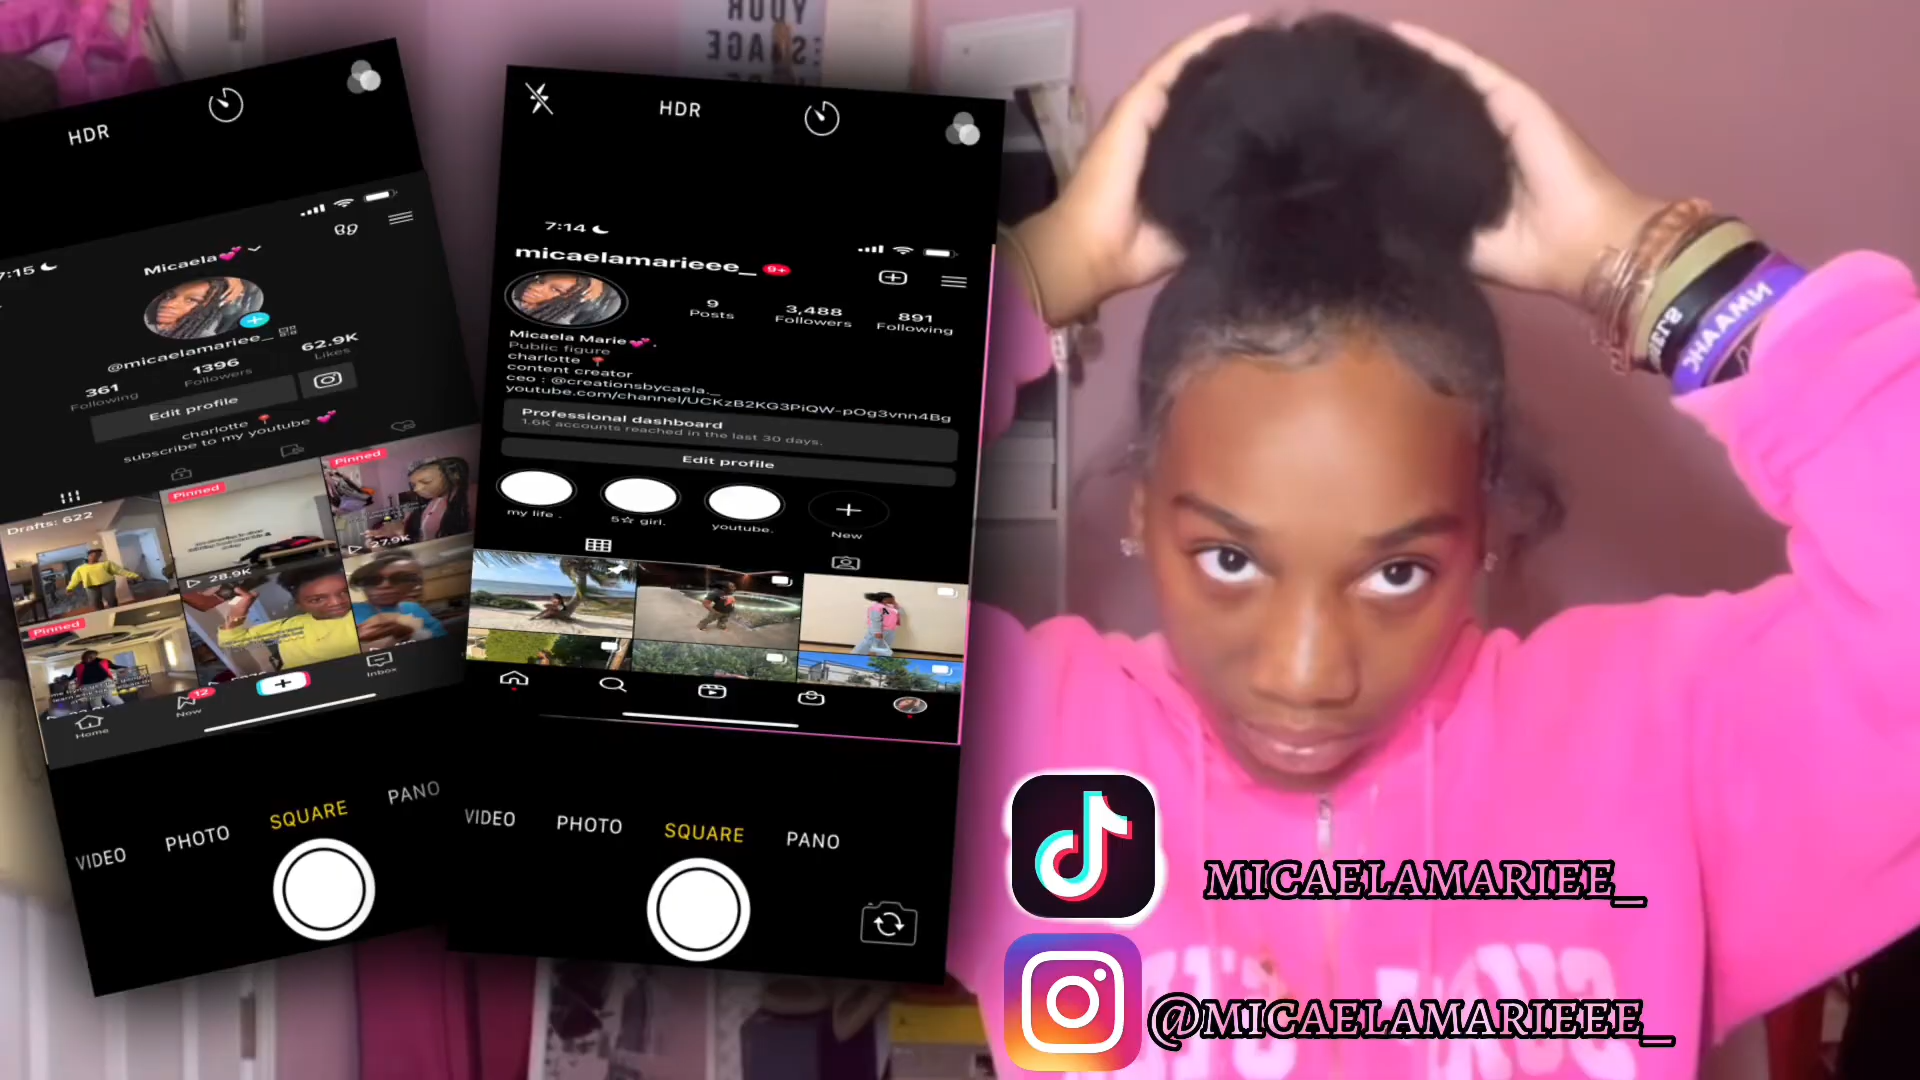 YOUR
HDR
7:15
Micaela💕
@micaelamariee_
361
Following
1396
Followers
62.9K
Likes
Edit profile
charlotte 📍
subscribe to my youtube 💕
Drafts: 622
Pinned
28.9K
Pinned
27.9K
Pinned
Home
12
Now
Inbox
VIDEO PHOTO SQUARE PANO
HDR
7:14
micaelamarieee_ 9+
9
Posts
3,488
Followers
891
Following
Micaela Marie💕 .
Public figure
charlotte 📍
content creator
ceo : @creationsbycaela._
youtube.com/channel/UCKzB2KG3PiQW-pOg3vnn4Bg
Professional dashboard
1.6K accounts reached in the last 30 days.
Edit profile
my life .
5☆ girl.
youtube.
New
VIDEO PHOTO SQUARE PANO
MICAELAMARIEE_
@MICAELAMARIEEE_